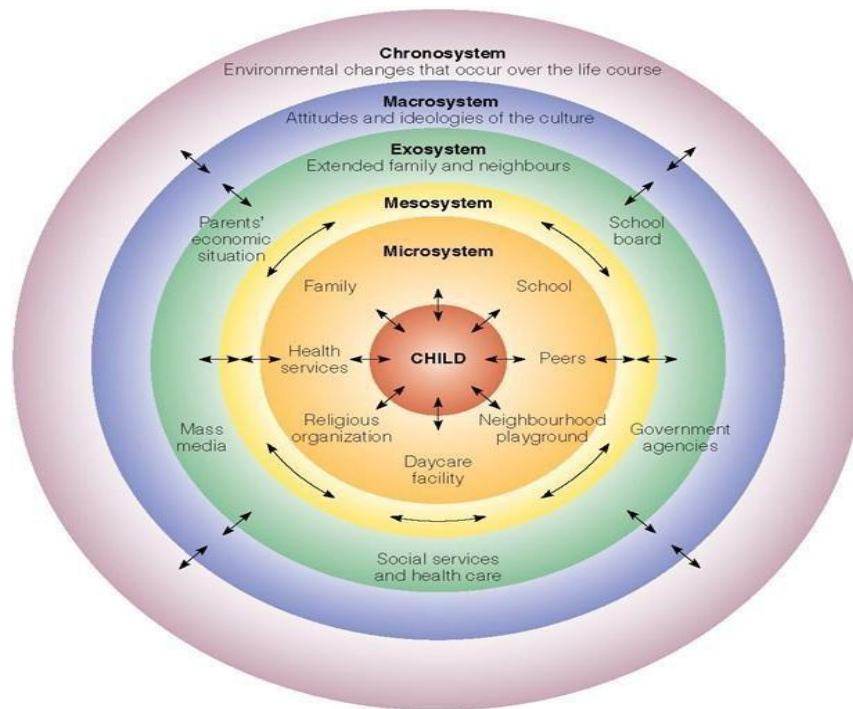 Chronosystem
Environmental changes that occur over the life course
Macrosystem
Attitudes and ideologies of the culture
Exosystem
Extended family and neighbours
Mesosystem
Parents'
economic
situation
School
board
Microsystem
Family
School
Health
services
CHILD
Peers
Religious
organization
Neighbourhood
playground
Mass
media
Government
agencies
Daycare
facility
Social services
and health care